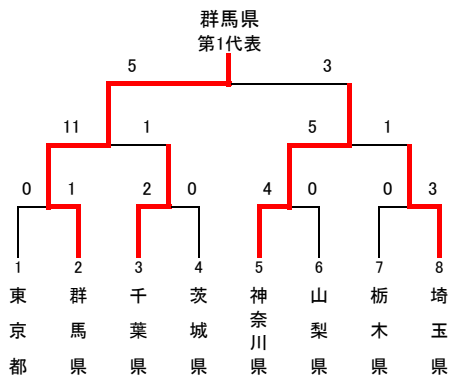 群馬県
第1代表
5 3
11 1 5 1
0 1 2 0 4 0 0 3
1 2 3 4 5 6 7 8
東京都 群馬県 千葉県 茨城県 神奈川県 山梨県 栃木県 埼玉県